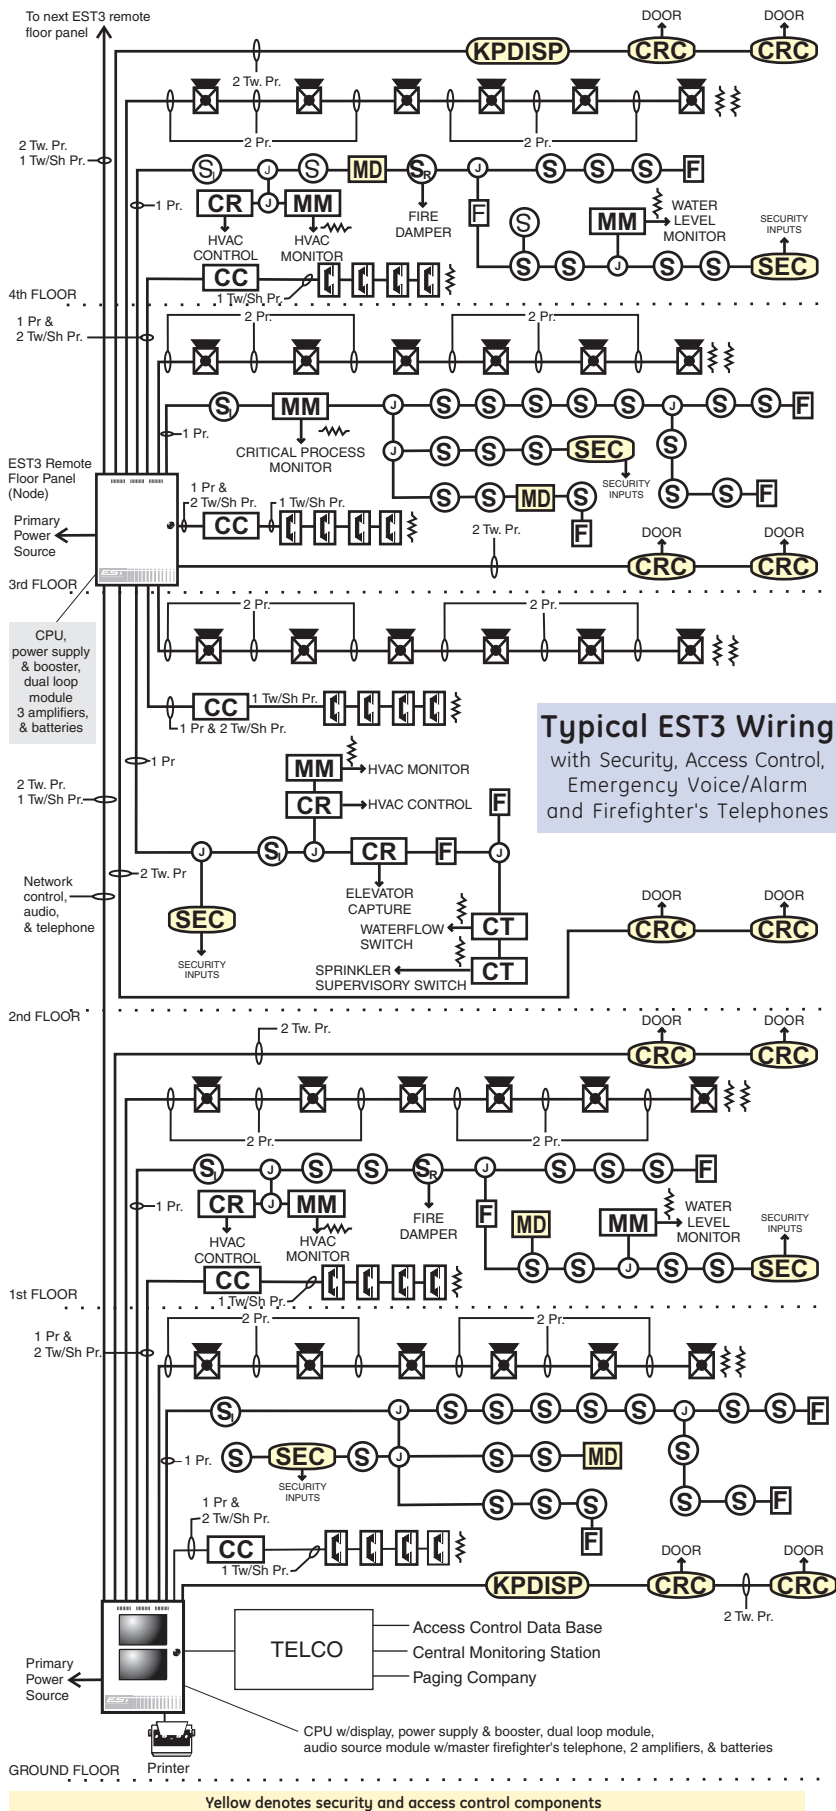 To next EST3 remote
floor panel
DOOR
DOOR
KPDISP
CRC
CRC
2 Tw. Pr.
2 Pr.
2 Pr.
2 Tw. Pr.
1 Tw/Sh Pr.
SI
J
S
MD
SR
J
S
S
S
F
1 Pr.
CR
J
MM
HVAC
CONTROL
HVAC
MONITOR
FIRE
DAMPER
F
S
MM
WATER
LEVEL
MONITOR
SECURITY
INPUTS
S
S
J
S
S
SEC
CC
1 Tw/Sh Pr.
4th FLOOR
1 Pr &
2 Tw/Sh Pr.
2 Pr.
2 Pr.
SI
MM
J
S
S
S
S
S
J
S
S
F
1 Pr.
CRITICAL PROCESS
MONITOR
J
S
S
S
SEC
S
SECURITY
INPUTS
S
S
MD
S
S
S
F
F
EST3 Remote
Floor Panel
(Node)
1 Pr &
2 Tw/Sh Pr.
1 Tw/Sh Pr.
CC
Primary
Power
Source
EST
2 Tw. Pr.
DOOR
DOOR
CRC
CRC
3rd FLOOR
2 Pr.
2 Pr.
CPU,
power supply
& booster,
dual loop
module
3 amplifiers,
& batteries
CC
1 Tw/Sh Pr.
1 Pr & 2 Tw/Sh Pr.
Typical EST3 Wiring
with Security, Access Control,
Emergency Voice/Alarm
and Firefighter's Telephones
1 Pr
MM
HVAC MONITOR
2 Tw. Pr.
1 Tw/Sh Pr.
CR
HVAC CONTROL
F
J
SI
J
CR
F
J
2 Tw. Pr
Network
control,
audio,
& telephone
ELEVATOR
CAPTURE
SEC
SECURITY
INPUTS
WATERFLOW
SWITCH
CT
SPRINKLER
SUPERVISORY SWITCH
CT
DOOR
DOOR
CRC
CRC
2nd FLOOR
2 Tw. Pr.
DOOR
DOOR
CRC
CRC
2 Pr.
2 Pr.
SI
J
S
S
SR
J
S
S
S
F
1 Pr.
CR
J
MM
HVAC
CONTROL
HVAC
MONITOR
FIRE
DAMPER
F
MD
MM
WATER
LEVEL
MONITOR
SECURITY
INPUTS
S
S
J
S
S
SEC
CC
1 Tw/Sh Pr.
1st FLOOR
1 Pr &
2 Tw/Sh Pr.
2 Pr.
2 Pr.
SI
J
S
S
S
S
S
J
S
S
F
1 Pr.
S
SEC
S
J
S
S
MD
S
SECURITY
INPUTS
S
S
S
S
S
F
F
1 Pr &
2 Tw/Sh Pr.
CC
1 Tw/Sh Pr.
DOOR
DOOR
KPDISP
CRC
CRC
2 Tw. Pr.
TELCO
Access Control Data Base
Central Monitoring Station
Paging Company
Primary
Power
Source
EST
Printer
CPU w/display, power supply & booster, dual loop module,
audio source module w/master firefighter's telephone, 2 amplifiers, & batteries
GROUND FLOOR
Yellow denotes security and access control components